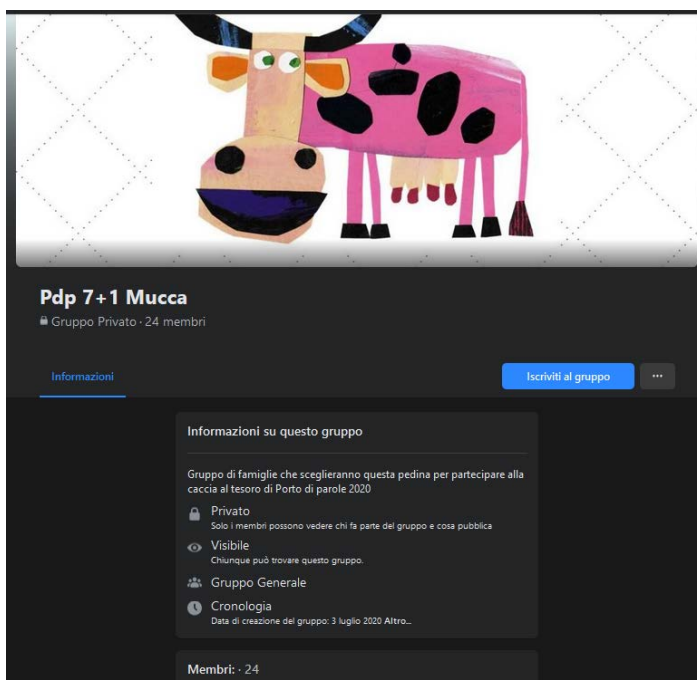 Pdp 7+1 Mucca
Gruppo Privato · 24 membri
Informazioni
Iscriviti al gruppo
Informazioni su questo gruppo
Gruppo di famiglie che sceglieranno questa pedina per partecipare alla
caccia al tesoro di Porto di parole 2020
Privato
Solo i membri possono vedere chi fa parte del gruppo e cosa pubblica
Visibile
Chiunque può trovare questo gruppo.
Gruppo Generale
Cronologia
Data di creazione del gruppo: 3 luglio 2020 Altro...
Membri: · 24